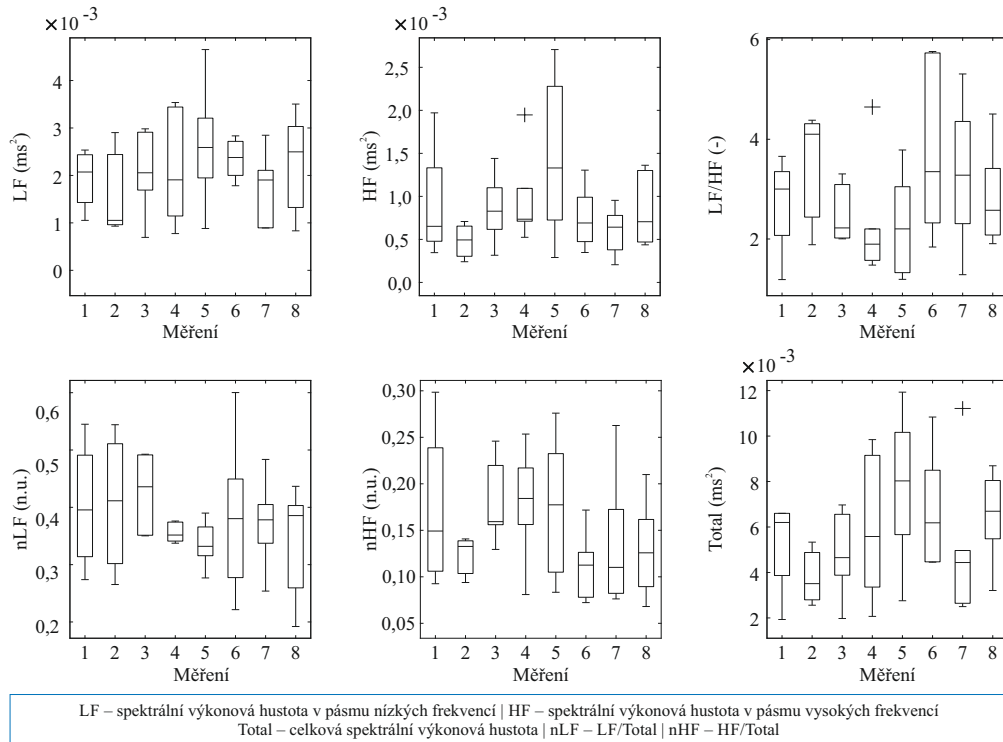 ×10⁻³
LF (ms²)
4
3
2
1
0
1 2 3 4 5 6 7 8
Měření
×10⁻³
HF (ms²)
2,5
2,0
1,5
1,0
0,5
0,0
1 2 3 4 5 6 7 8
Měření
LF/HF (-)
6
4
2
1 2 3 4 5 6 7 8
Měření
nLF (n.u.)
0,6
0,5
0,4
0,3
0,2
1 2 3 4 5 6 7 8
Měření
nHF (n.u.)
0,30
0,25
0,20
0,15
0,10
0,05
1 2 3 4 5 6 7 8
Měření
×10⁻³
Total (ms²)
12
10
8
6
4
2
1 2 3 4 5 6 7 8
Měření
LF – spektrální výkonová hustota v pásmu nízkých frekvencí | HF – spektrální výkonová hustota v pásmu vysokých frekvencí
Total – celková spektrální výkonová hustota | nLF – LF/Total | nHF – HF/Total